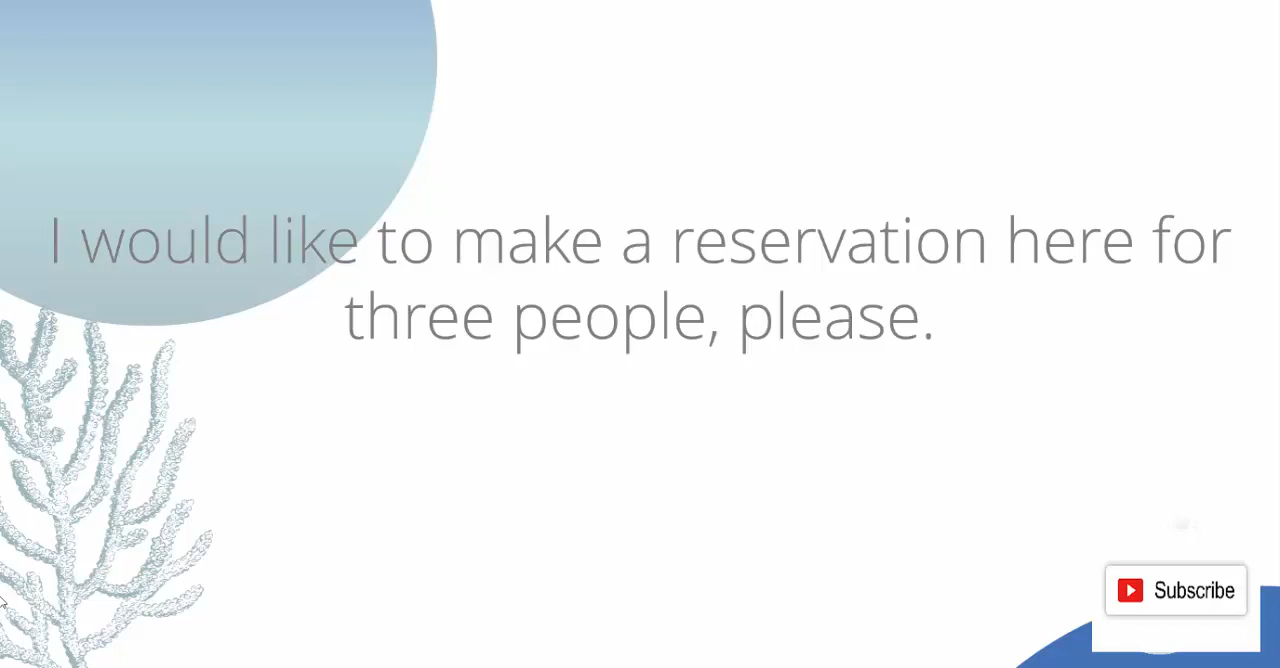 I would like to make a reservation here for
three people, please.
Subscribe